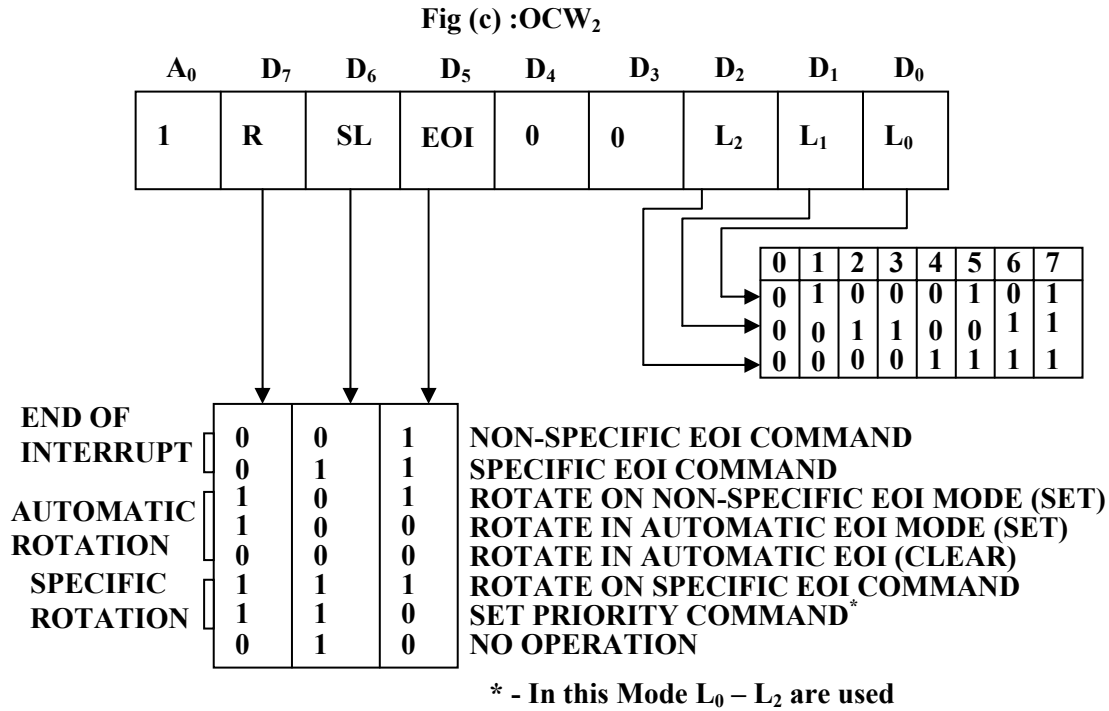 Fig (c) :OCW₂
A₀ D₇ D₆ D₅ D₄ D₃ D₂ D₁ D₀
1 R SL EOI 0 0 L₂ L₁ L₀
0 1 2 3 4 5 6 7
0 1 0 0 0 1 0 1
0 0 1 1 0 0 1 1
0 0 0 0 1 1 1 1
END OF
INTERRUPT
0 0 1 NON-SPECIFIC EOI COMMAND
0 1 1 SPECIFIC EOI COMMAND
AUTOMATIC
ROTATION
1 0 1 ROTATE ON NON-SPECIFIC EOI MODE (SET)
1 0 0 ROTATE IN AUTOMATIC EOI MODE (SET)
0 0 0 ROTATE IN AUTOMATIC EOI (CLEAR)
SPECIFIC
ROTATION
1 1 1 ROTATE ON SPECIFIC EOI COMMAND
1 1 0 SET PRIORITY COMMAND*
0 1 0 NO OPERATION
* - In this Mode L₀ – L₂ are used